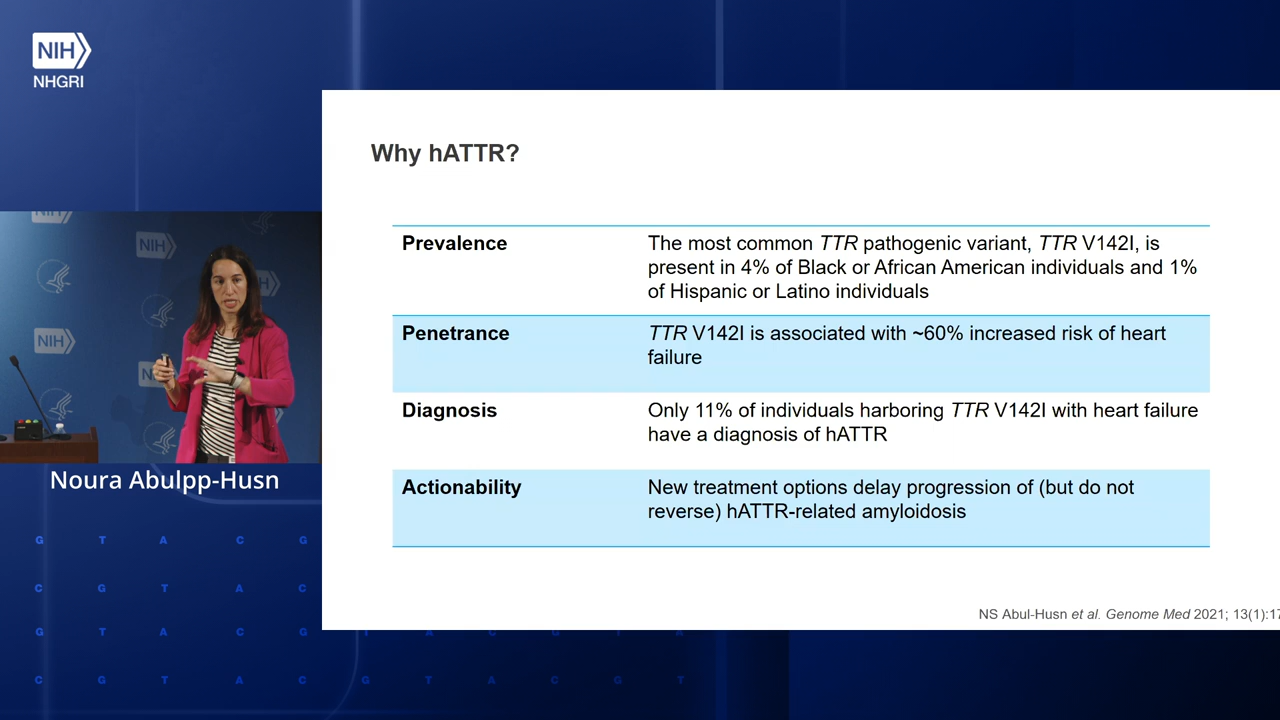 NIH
NHGRI
Why hATTR?
Prevalence
The most common TTR pathogenic variant, TTR V142I, is
present in 4% of Black or African American individuals and 1%
of Hispanic or Latino individuals
Penetrance
TTR V142I is associated with ~60% increased risk of heart
failure
Diagnosis
Only 11% of individuals harboring TTR V142I with heart failure
have a diagnosis of hATTR
Actionability
New treatment options delay progression of (but do not
reverse) hATTR-related amyloidosis
NS Abul-Husn et al. Genome Med 2021; 13(1):17
NIH
NIH
NIH
Noura Abulpp-Husn
G T A C G
C G T A C
G T A C G T A C G T A
C G T A C G T A C G T